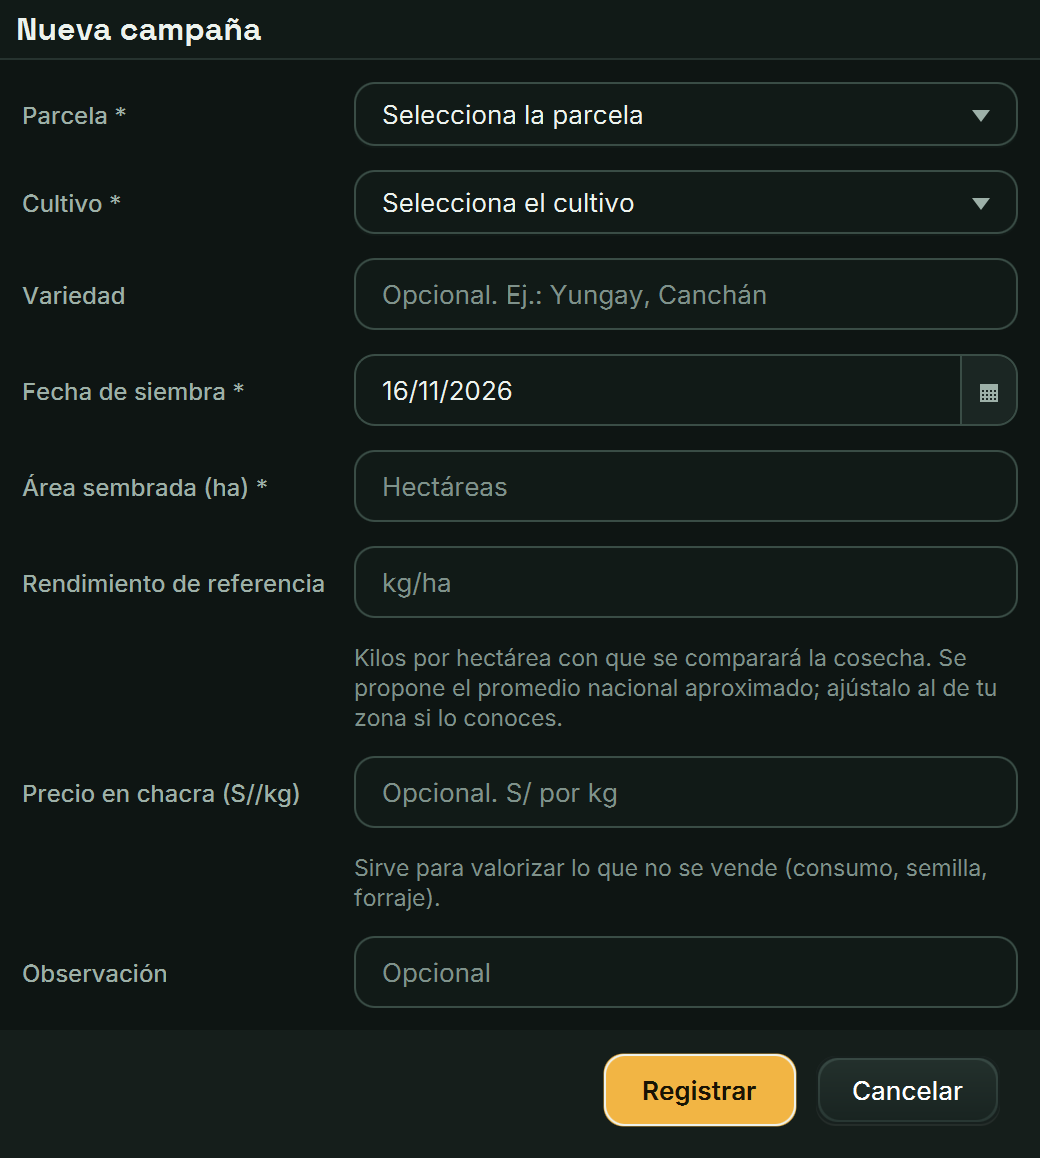 Nueva campaña
Parcela *
Selecciona la parcela
Cultivo *
Selecciona el cultivo
Variedad
Opcional. Ej.: Yungay, Canchán
Fecha de siembra *
16/11/2026
Área sembrada (ha) *
Hectáreas
Rendimiento de referencia
kg/ha
Kilos por hectárea con que se comparará la cosecha. Se
propone el promedio nacional aproximado; ajústalo al de tu
zona si lo conoces.
Precio en chacra (S//kg)
Opcional. S/ por kg
Sirve para valorizar lo que no se vende (consumo, semilla,
forraje).
Observación
Opcional
Registrar
Cancelar